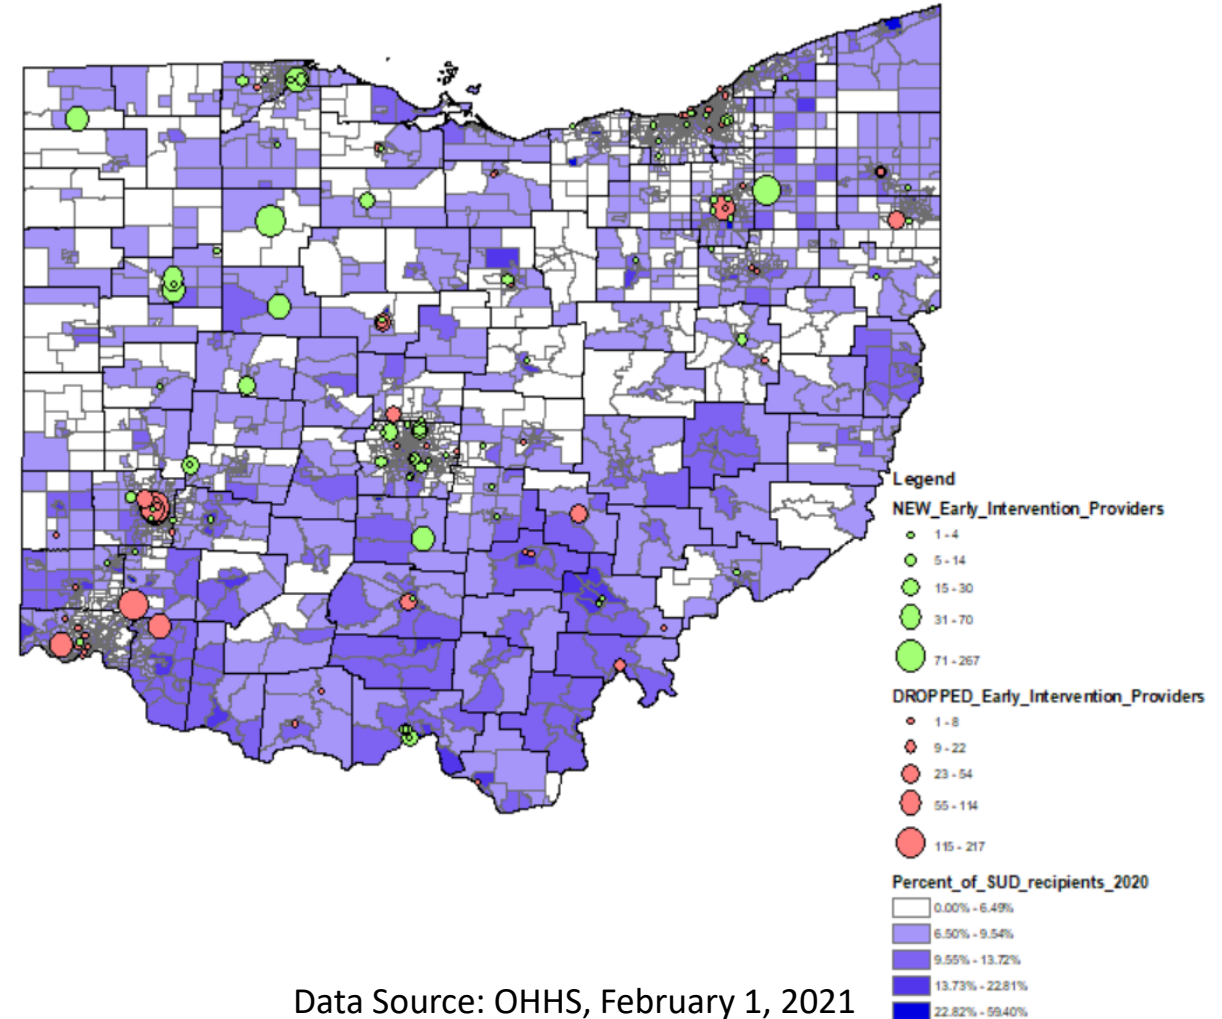 Legend
NEW_Early_Intervention_Providers
1 - 4
5 - 14
15 - 30
31 - 70
71 - 267
DROPPED_Early_Intervention_Providers
1 - 8
9 - 22
23 - 54
55 - 114
115 - 217
Percent_of_SUD_recipients_2020
0.00% - 6.49%
6.50% - 9.54%
9.55% - 13.72%
13.73% - 22.81%
22.82% - 59.40%
Data Source: OHHS, February 1, 2021